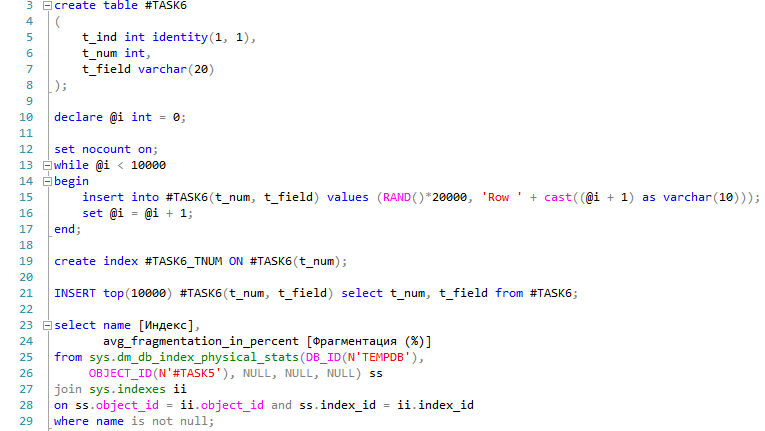 3 create table #TASK6
4 (
5 t_ind int identity(1, 1),
6 t_num int,
7 t_field varchar(20)
8 );
9
10 declare @i int = 0;
11
12 set nocount on;
13 while @i < 10000
14 begin
15 insert into #TASK6(t_num, t_field) values (RAND()*20000, 'Row ' + cast((@i + 1) as varchar(10)));
16 set @i = @i + 1;
17 end;
18
19 create index #TASK6_TNUM ON #TASK6(t_num);
20
21 INSERT top(10000) #TASK6(t_num, t_field) select t_num, t_field from #TASK6;
22
23 select name [Индекс],
24 avg_fragmentation_in_percent [Фрагментация (%)]
25 from sys.dm_db_index_physical_stats(DB_ID(N'TEMPDB'),
26 OBJECT_ID(N'#TASK5'), NULL, NULL, NULL) ss
27 join sys.indexes ii
28 on ss.object_id = ii.object_id and ss.index_id = ii.index_id
29 where name is not null;